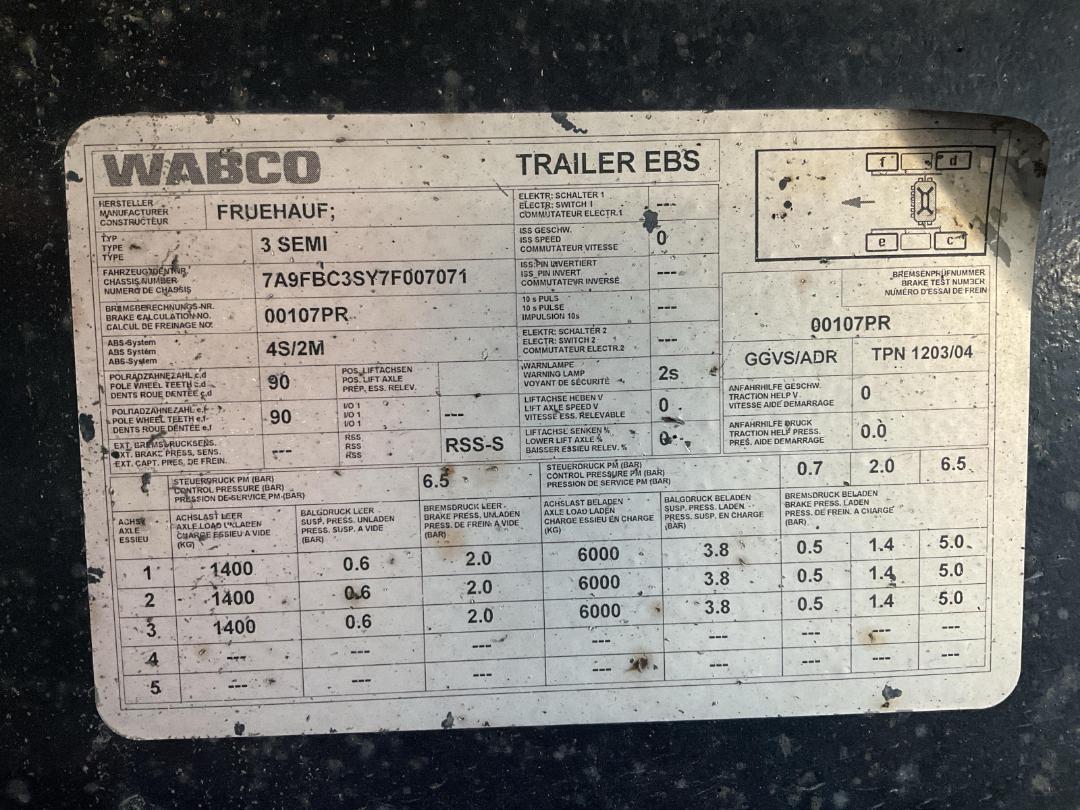 WABCO TRAILER EBS
f d
e c
HERSTELLER
MANUFACTURER
CONSTRUCTEUR
FRUEHAUF;
TYP
TYPE
TYPE
3 SEMI
FAHRZEUGIDENTNR.
CHASSIS NUMBER
NUMERO DE CHASSIS
7A9FBC3SY7F007071
BREMSBERECHNUNGS-NR.
BRAKE CALCULATION NO.
CALCUL DE FREINAGE NO.
00107PR
ABS-System
ABS System
ABS-System
4S/2M
POLRADZAHNEZAHL c,d
POLE WHEEL TEETH c,d
DENTS ROUE DENTÉE c,d
90
POS. LIFTACHSEN
POS. LIFT AXLE
PRÉP. ESS. RELEV.
POLRADZAHNEZAHL e,f
POLE WHEEL TEETH e,f
DENTS ROUE DENTÉE e,f
90
I/O 1
I/O 1
I/O 1
---
EXT. BREMSDRUCKSENS.
EXT. BRAKE PRESS. SENS.
EXT. CAPT. PRES. DE FREIN.
---
RSS
RSS
RSS
RSS-S
ELEKTR: SCHALTER 1
ELECTR: SWITCH 1
COMMUTATEUR ELECTR.1
---
ISS GESCHW.
ISS SPEED
COMMUTATEUR VITESSE
0
ISS_PIN INVERTIERT
ISS_PIN INVERT
COMMUTATEUR INVERSÉ
---
10 s PULS
10 s PULSE
IMPULSION 10s
---
ELEKTR: SCHALTER 2
ELECTR: SWITCH 2
COMMUTATEUR ELECTR.2
---
WARNLAMPE
WARNING LAMP
VOYANT DE SÉCURITÉ
2s
LIFTACHSE HEBEN V
LIFT AXLE SPEED V
VITESSE ESS. RELEVABLE
0
LIFTACHSE SENKEN %
LOWER LIFT AXLE %
BAISSER ESSIEU RELEV. %
0
BREMSENPRÜFNUMMER
BRAKE TEST NUMBER
NUMÉRO D'ESSAI DE FREIN
00107PR
GGVS/ADR TPN 1203/04
ANFAHRHILFE GESCHW.
TRACTION HELP V
VITESSE AIDE DEMARRAGE
0
ANFAHRHILFE DRUCK
TRACTION HELP PRESS.
PRES. AIDE DEMARRAGE
0.0
STEUERDRUCK PM (BAR)
CONTROL PRESSURE (BAR)
PRESSION DE SERVICE PM (BAR)
6.5
STEUERDRUCK PM (BAR)
CONTROL PRESSURE PM (BAR)
PRESSION DE SERVICE PM (BAR)
0.7 2.0 6.5
ACHSE
AXLE
ESSIEU
ACHSLAST LEER
AXLE LOAD UNLADEN
CHARGE ESSIEU A VIDE
(KG)
BALGDRUCK LEER
SUSP. PRESS. UNLADEN
PRESS. SUSP. A VIDE
(BAR)
BREMSDRUCK LEER
BRAKE PRESS. UNLADEN
PRESS. DE FREIN. A VIDE
(BAR)
ACHSLAST BELADEN
AXLE LOAD LADEN
CHARGE ESSIEU EN CHARGE
(KG)
BALGDRUCK BELADEN
SUSP. PRESS. LADEN
PRESS. SUSP. EN CHARGE
(BAR)
BREMSDRUCK BELADEN
BRAKE PRESS. LADEN
PRESS. DE FREIN. A CHARGE
(BAR)
1 1400 0.6 2.0 6000 3.8 0.5 1.4 5.0
2 1400 0.6 2.0 6000 3.8 0.5 1.4 5.0
3 1400 0.6 2.0 6000 3.8 0.5 1.4 5.0
4 --- --- --- --- --- --- --- ---
5 --- --- --- --- --- --- --- ---